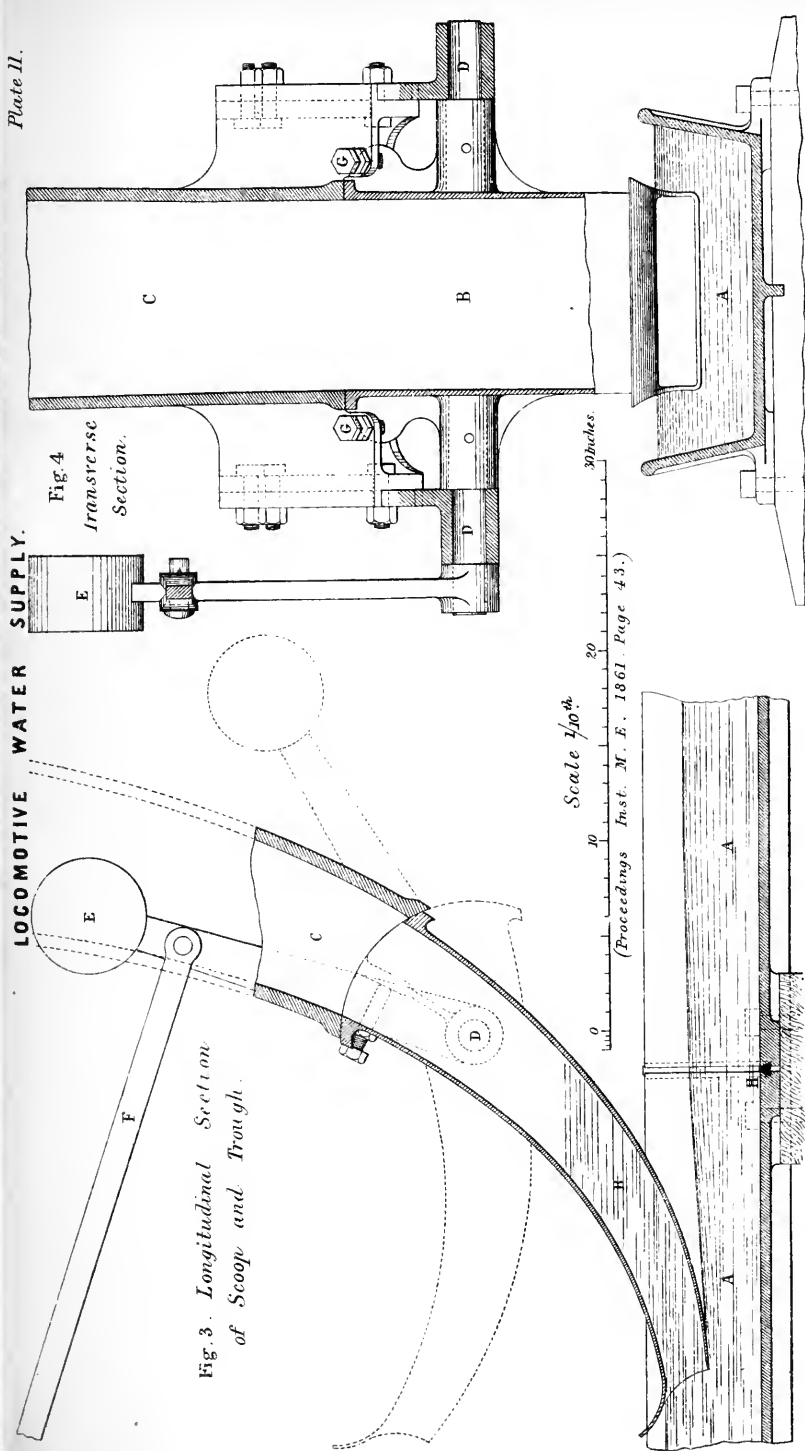 Plate 11.
LOCOMOTIVE WATER SUPPLY.
Fig. 4
Transverse
Section.
E
C
G
G
B
D
D
A
Fig. 3. Longitudinal Section
of Scoop and Trough.
F
E
C
D
B
A
A
H
Scale 1/10th
0 10 20 30 Inches.
(Proceedings Inst. M. E. 1861. Page 43.)